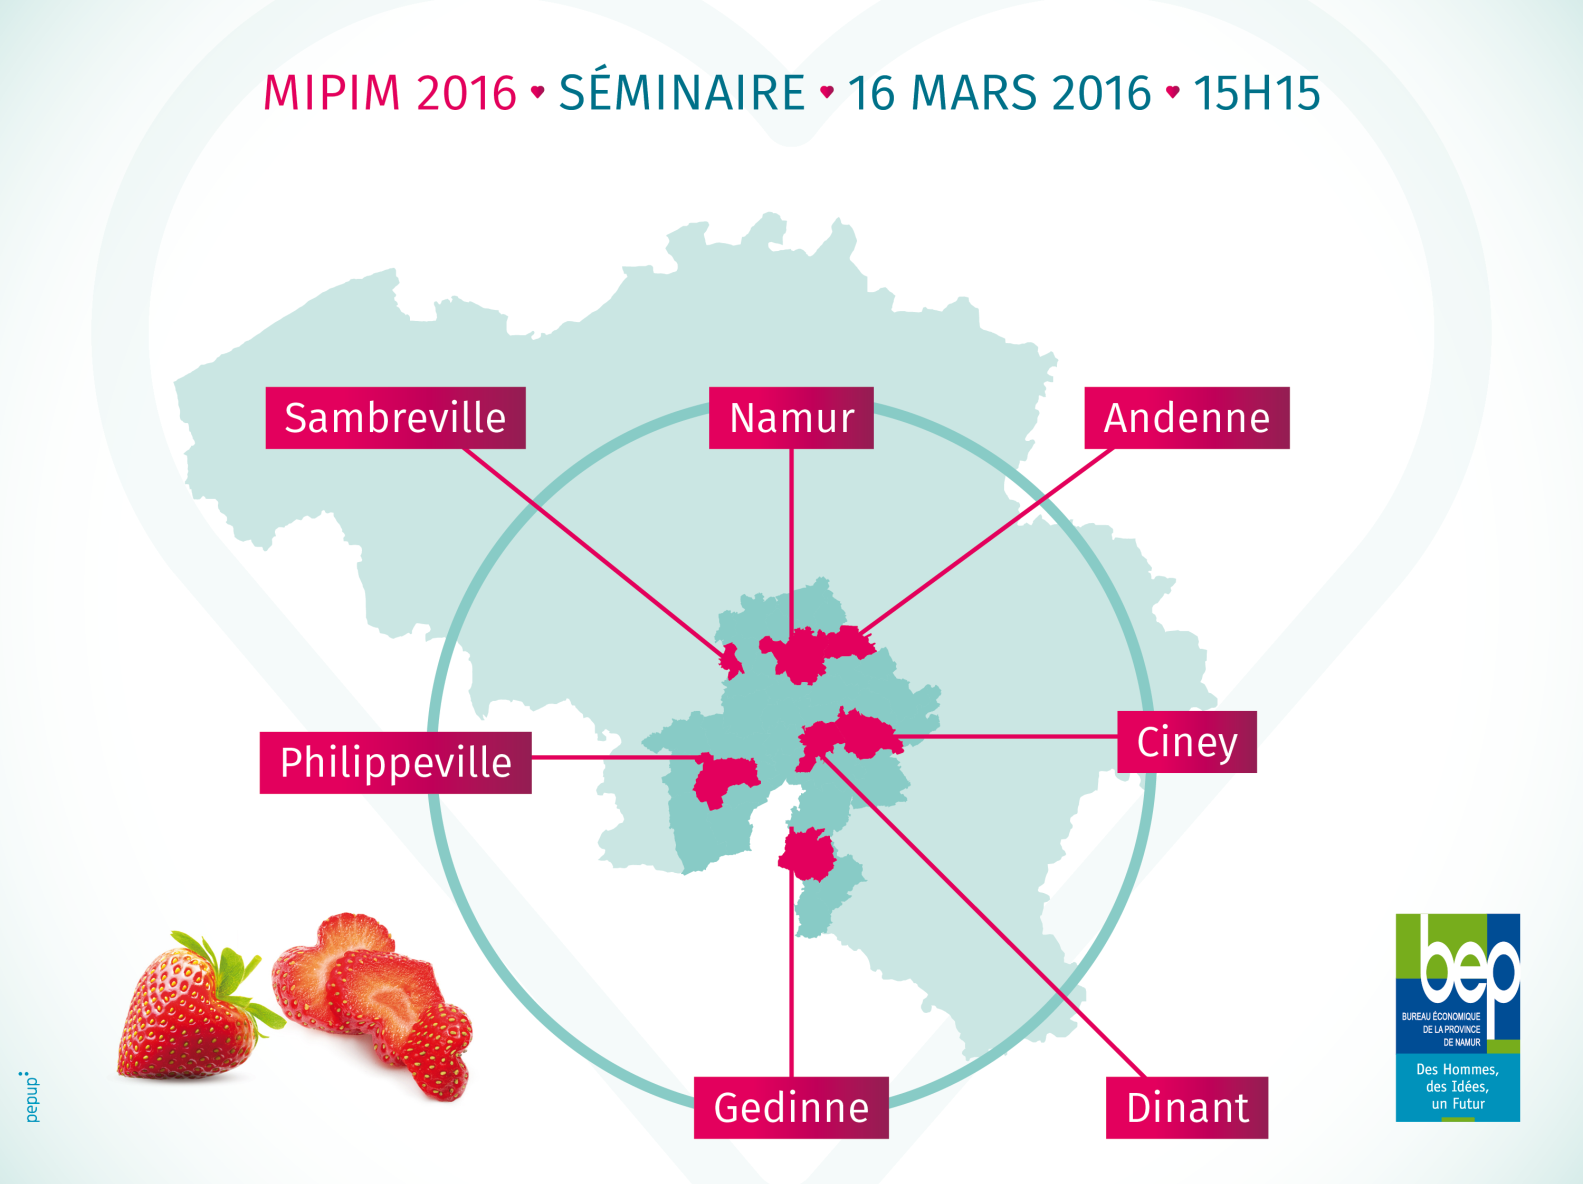 MIPIM 2016 ♥ SÉMINAIRE ♥ 16 MARS 2016 ♥ 15H15
Sambreville
Namur
Andenne
Philippeville
Ciney
Gedinne
Dinant
bep
BUREAU ÉCONOMIQUE
DE LA PROVINCE
DE NAMUR
Des Hommes,
des Idées,
un Futur
pepup